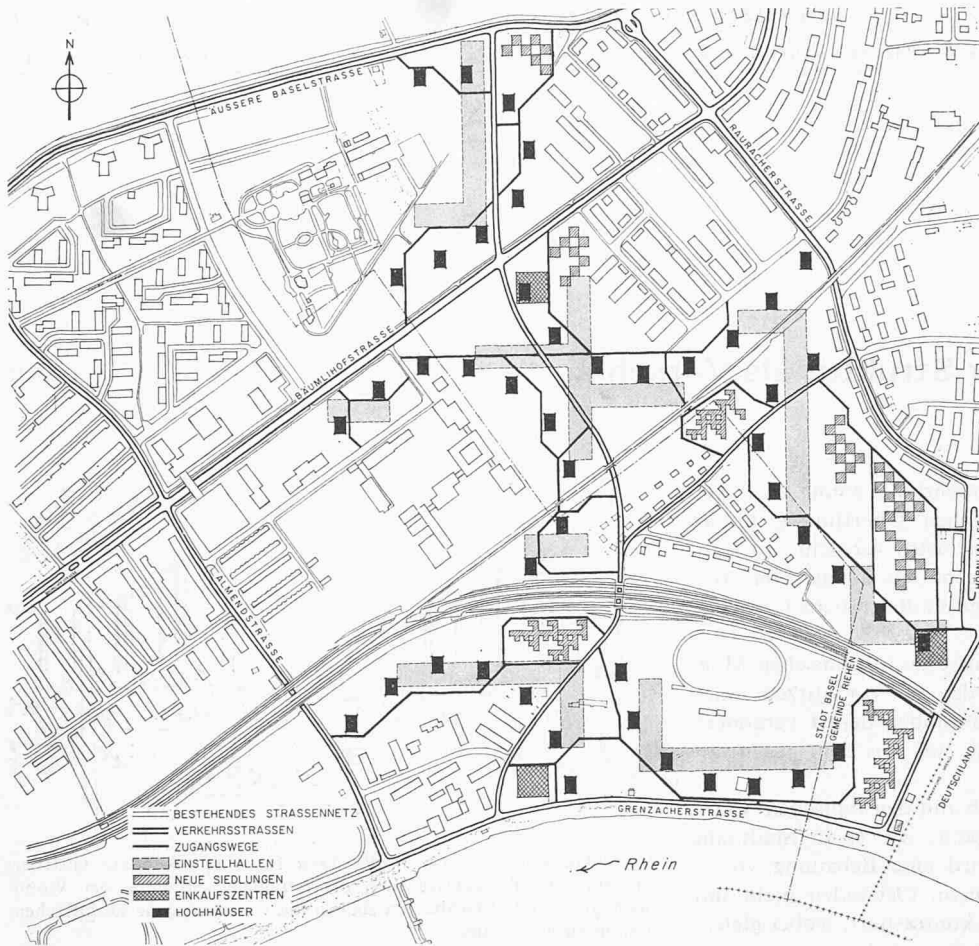 N
ÄUSSERE BASELSTRASSE
RAURACHERSTRASSE
BÄUMLIHOFSTRASSE
ALMENDSTRASSE
STADT BASEL
GEMEINDE RIEHEN
DEUTSCHLAND
GRENZACHERSTRASSE
Rhein
BESTEHENDES STRASSENNETZ
VERKEHRSSTRASSEN
ZUGANGSWEGE
EINSTELLHALLEN
NEUE SIEDLUNGEN
EINKAUFSZENTREN
HOCHHÄUSER